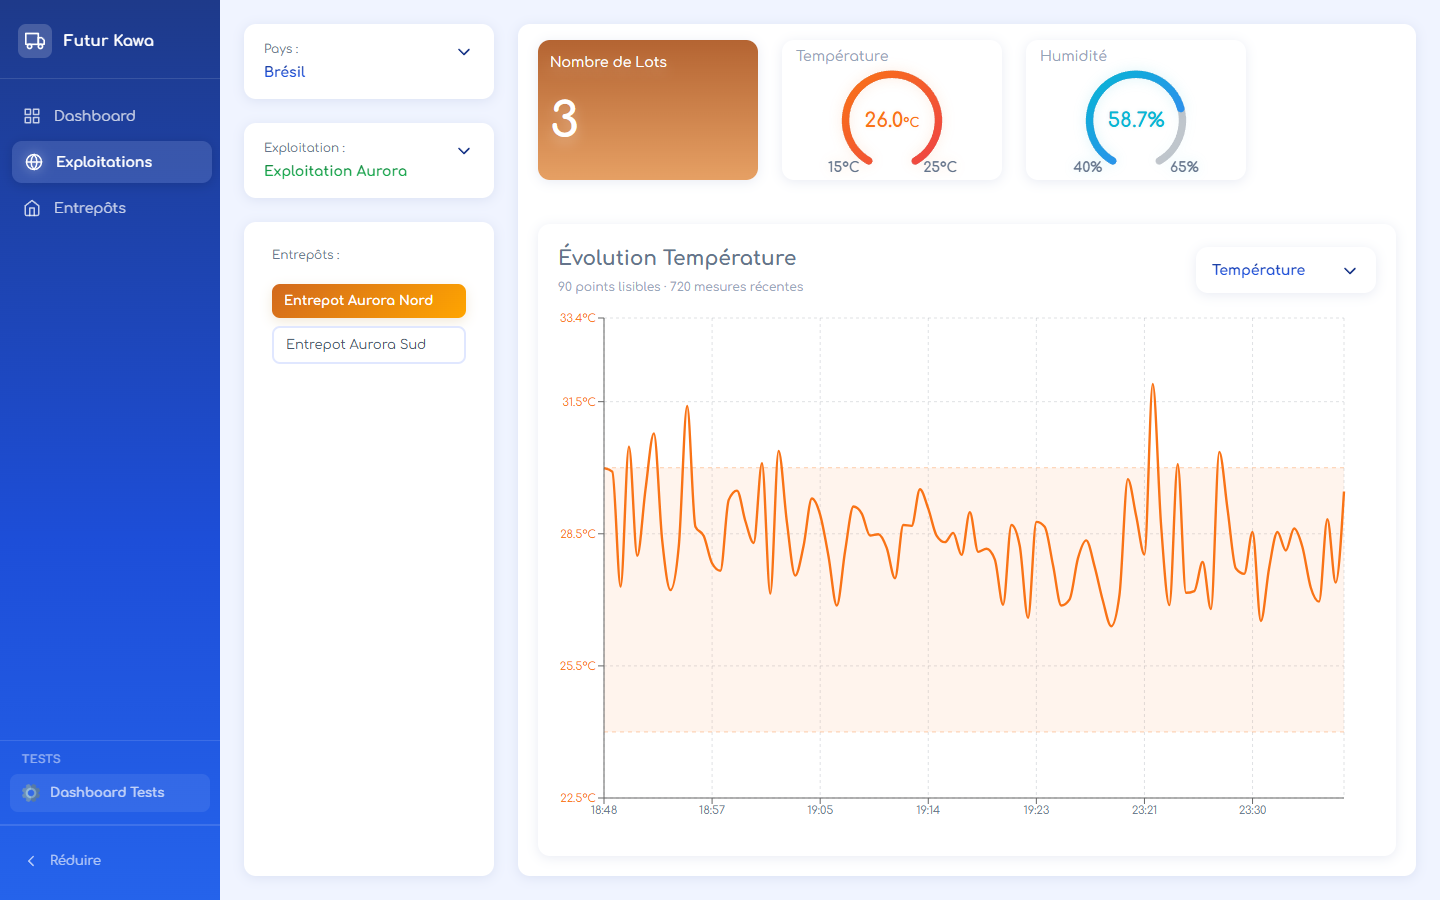 Futur Kawa
Dashboard
Exploitations
Entrepôts
TESTS
Dashboard Tests
Réduire
Pays :
Brésil
Exploitation :
Exploitation Aurora
Entrepôts :
Entrepot Aurora Nord
Entrepot Aurora Sud
Nombre de Lots
3
Température
26.0°C
15°C
25°C
Humidité
58.7%
40%
65%
Évolution Température
90 points lisibles · 720 mesures récentes
Température
33.4°C
31.5°C
28.5°C
25.5°C
22.5°C
18:48
18:57
19:05
19:14
19:23
23:21
23:30